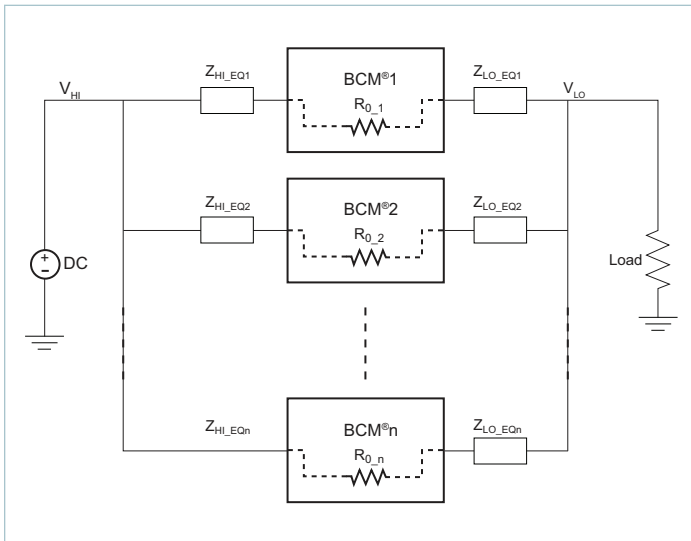 Z_HI_EQ1
BCM®1
Z_LO_EQ1
V_HI
R_0_1
V_LO
Z_HI_EQ2
BCM®2
Z_LO_EQ2
R_0_2
+
-
DC
Load
Z_HI_EQn
BCM®n
Z_LO_EQn
R_0_n